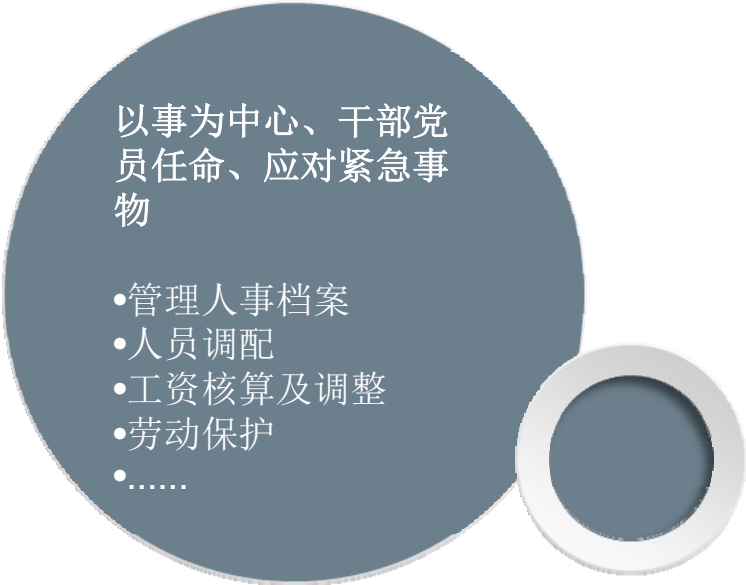 以事为中心、干部党
员任命、应对紧急事
物
•管理人事档案
•人员调配
•工资核算及调整
•劳动保护
•......